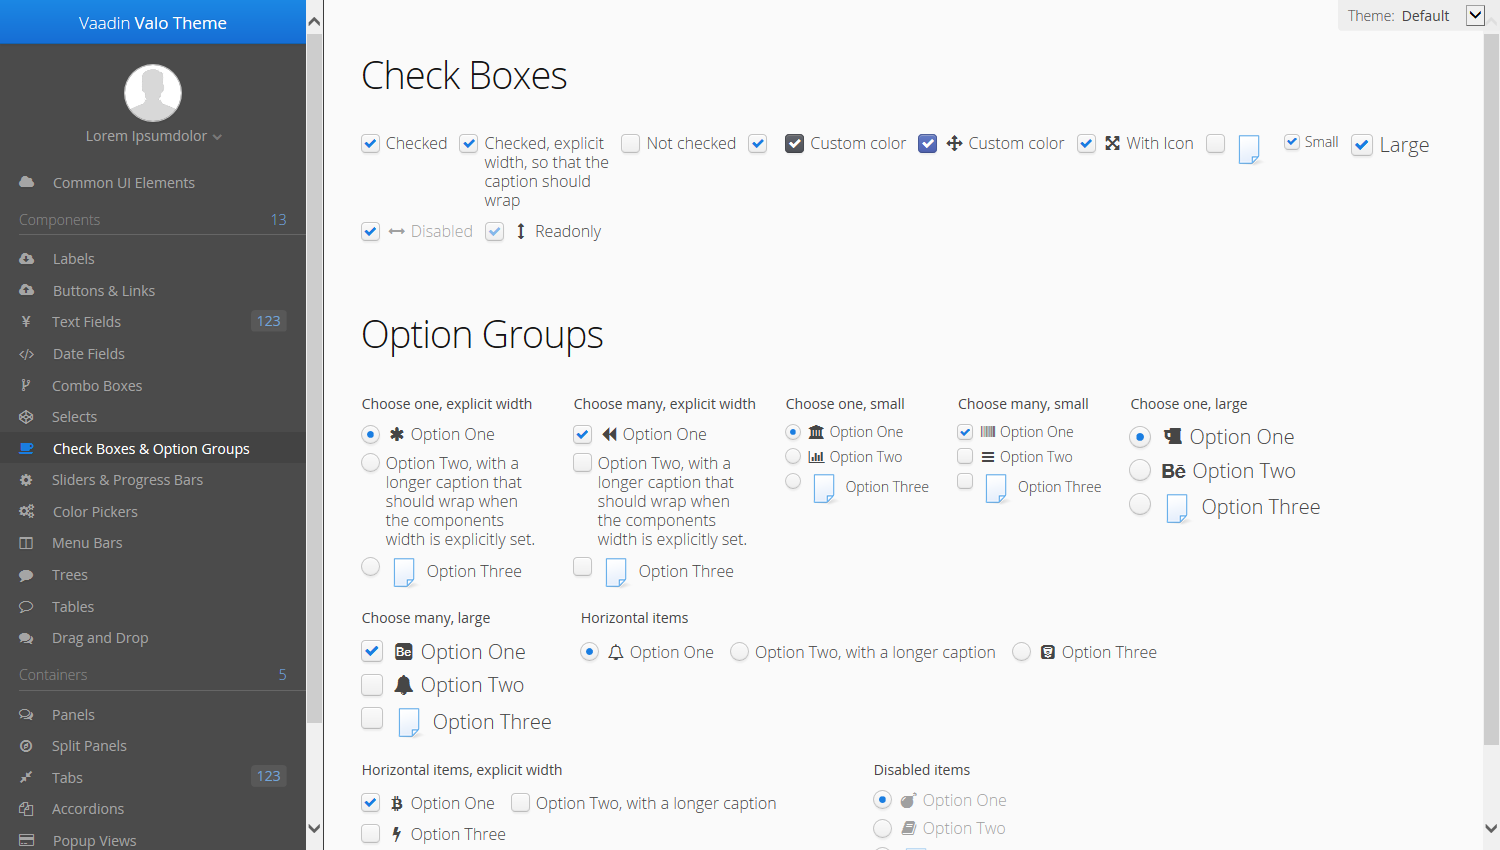 Vaadin Valo Theme
Lorem Ipsumdolor
Common UI Elements
Components 13
Labels
Buttons & Links
Text Fields 123
Date Fields
Combo Boxes
Selects
Check Boxes & Option Groups
Sliders & Progress Bars
Color Pickers
Menu Bars
Trees
Tables
Drag and Drop
Containers 5
Panels
Split Panels
Tabs 123
Accordions
Popup Views
Theme: Default
Check Boxes
Checked
Checked, explicit
width, so that the
caption should
wrap
Not checked
Custom color
Custom color
With Icon
Small
Large
Disabled
Readonly
Option Groups
Choose one, explicit width
Option One
Option Two, with a
longer caption that
should wrap when
the components
width is explicitly set.
Option Three
Choose many, explicit width
Option One
Option Two, with a
longer caption that
should wrap when
the components
width is explicitly set.
Option Three
Choose one, small
Option One
Option Two
Option Three
Choose many, small
Option One
Option Two
Option Three
Choose one, large
Option One
Option Two
Option Three
Choose many, large
Option One
Option Two
Option Three
Horizontal items
Option One Option Two, with a longer caption Option Three
Horizontal items, explicit width
Option One Option Two, with a longer caption
Option Three
Disabled items
Option One
Option Two